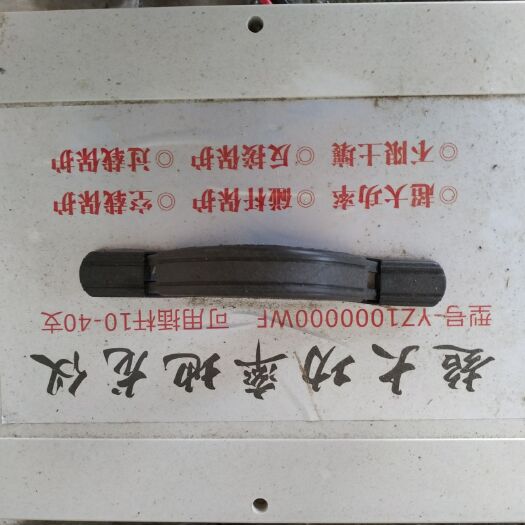 超大功率地龙仪
型号-YZ1000000WF 可用插杆10-40支
◎超大功率 ◎碰杆保护 ◎空载保护
◎不限土壤 ◎反接保护 ◎过载保护